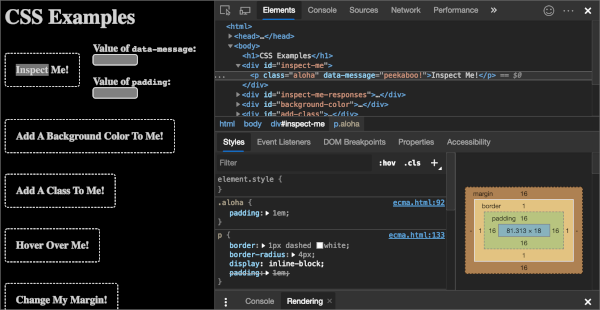 CSS Examples
Inspect Me!
Value of data-message:
Value of padding:
Add A Background Color To Me!
Add A Class To Me!
Hover Over Me!
Change My Margin!
Elements Console Sources Network Performance »
<html>
▶<head>…</head>
▼<body>
<h1>CSS Examples</h1>
▼<div id="inspect-me">
… <p class="aloha" data-message="peekaboo!">Inspect Me!</p> == $0
</div>
▶<div id="inspect-me-responses">…</div>
▶<div id="background-color">…</div>
▶<div id="add-class">…</div>
html body div#inspect-me p.aloha
Styles Event Listeners DOM Breakpoints Properties Accessibility
Filter :hov .cls +
element.style {
}
.aloha { ecma.html:92
padding:▶ 1em;
}
p { ecma.html:133
border:▶ 1px dashed white;
border-radius:▶ 4px;
display: inline-block;
padding:▶ 1em;
}
margin 16
border 1
padding 16
- 1 16 81.313 × 18 16 1 -
16
1
16
Console Rendering ×